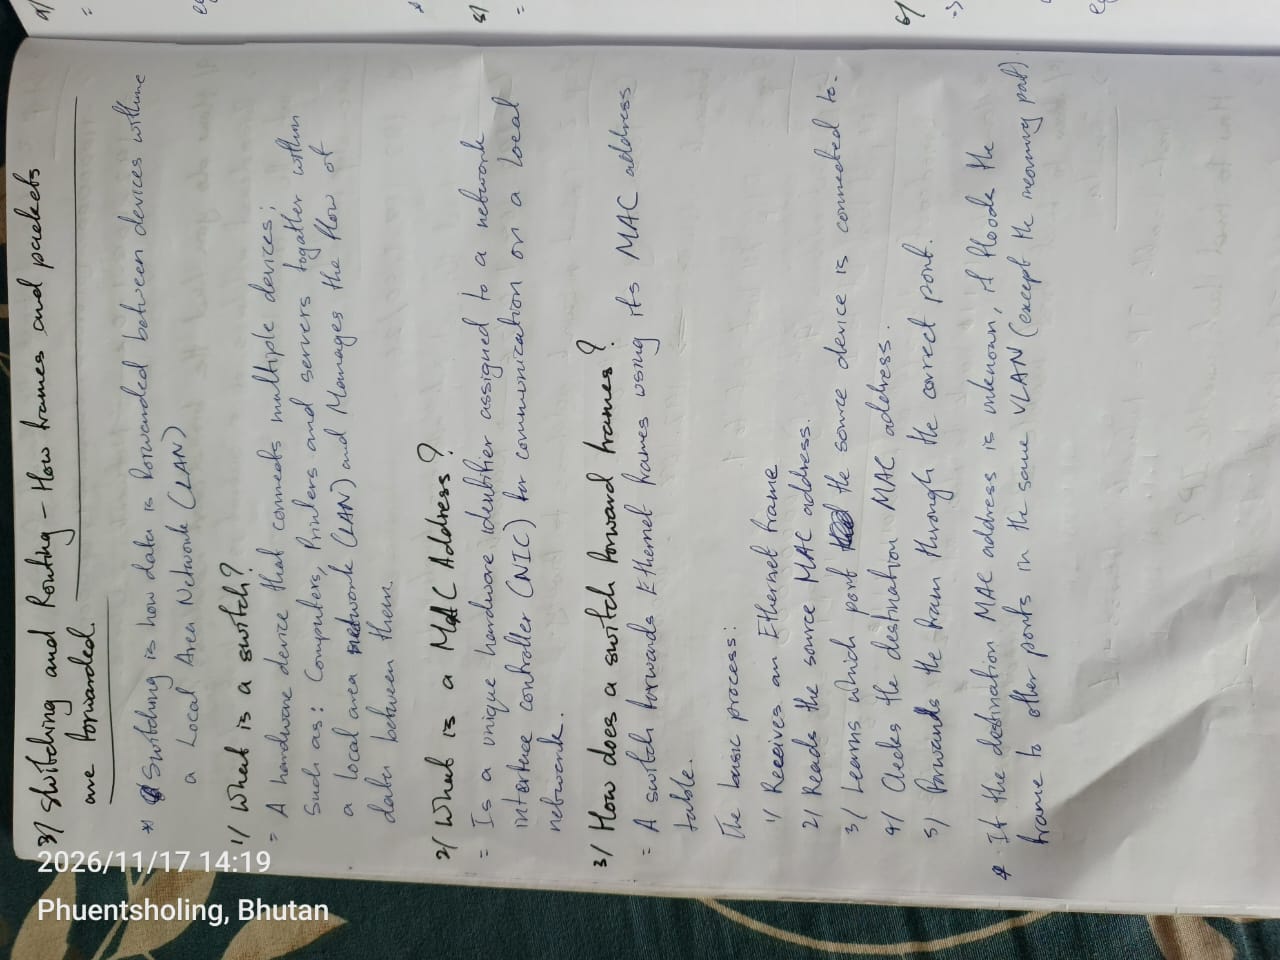 3) Switching and Routing - How frames and packets
are forwarded.
* Switching is how data is forwarded between devices withine
a Local Area Network (LAN)
1) What is a switch?
= A hardware device that connects multiple devices;
Such as: Computers, Printers and servers togather within
a local area network (LAN) and Manages the flow of
data between them.
2) What is a MAC Address?
= Is a unique hardware identifier assigned to a network
interface controller (NIC) for communication on a local
network.
3) How does a switch forward frames?
= A switch forwards Ethernet frames using its MAC address
table.
The basic process:
1) Receives an Ethernet frame
2) Reads the source MAC address.
3) Learns which port the source device is connected to.
4) Checks the destination MAC address.
5) Forwards the fram through the correct port.
* If the destination MAC address is unknown, it floods the
frame to other ports in the same VLAN (except the incoming port)
4)
=
*
5)
=
6)
=>
2026/11/17 14:19
Phuentsholing, Bhutan